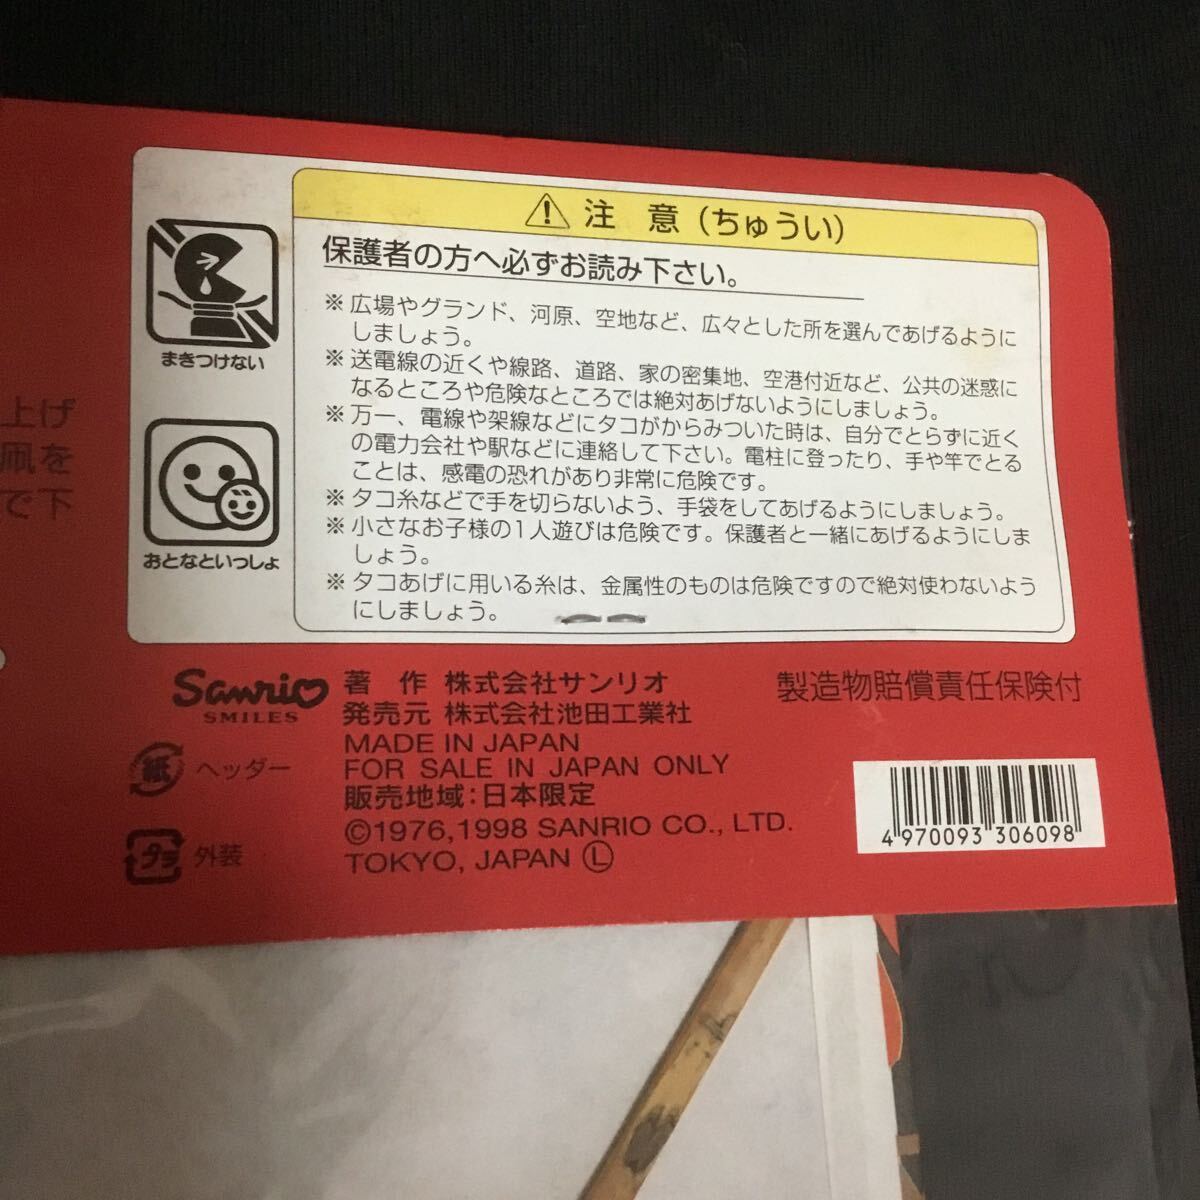 注　意（ちゅうい）
保護者の方へ必ずお読み下さい。
※ 広場やグランド、河原、空地など、広々とした所を選んであげるように
しましょう。
※ 送電線の近くや線路、道路、家の密集地、空港付近など、公共の迷惑に
なるところや危険なところでは絶対あげないようにしましょう。
※ 万一、電線や架線などにタコがからみついた時は、自分でとらずに近く
の電力会社や駅などに連絡して下さい。電柱に登ったり、手や竿でとる
ことは、感電の恐れがあり非常に危険です。
※ タコ糸などで手を切らないよう、手袋をしてあげるようにしましょう。
※ 小さなお子様の1人遊びは危険です。保護者と一緒にあげるようにしま
しょう。
※ タコあげに用いる糸は、金属性のものは危険ですので絶対使わないよう
にしましょう。
まきつけない
おとなといっしょ
上げ
凧を
で下
Sanrio
SMILES
著　作 株式会社サンリオ
発売元 株式会社池田工業社
MADE IN JAPAN
FOR SALE IN JAPAN ONLY
販売地域:日本限定
©1976,1998 SANRIO CO., LTD.
TOKYO, JAPAN Ⓛ
紙 ヘッダー
プラ 外装
製造物賠償責任保険付
4 970093 306098